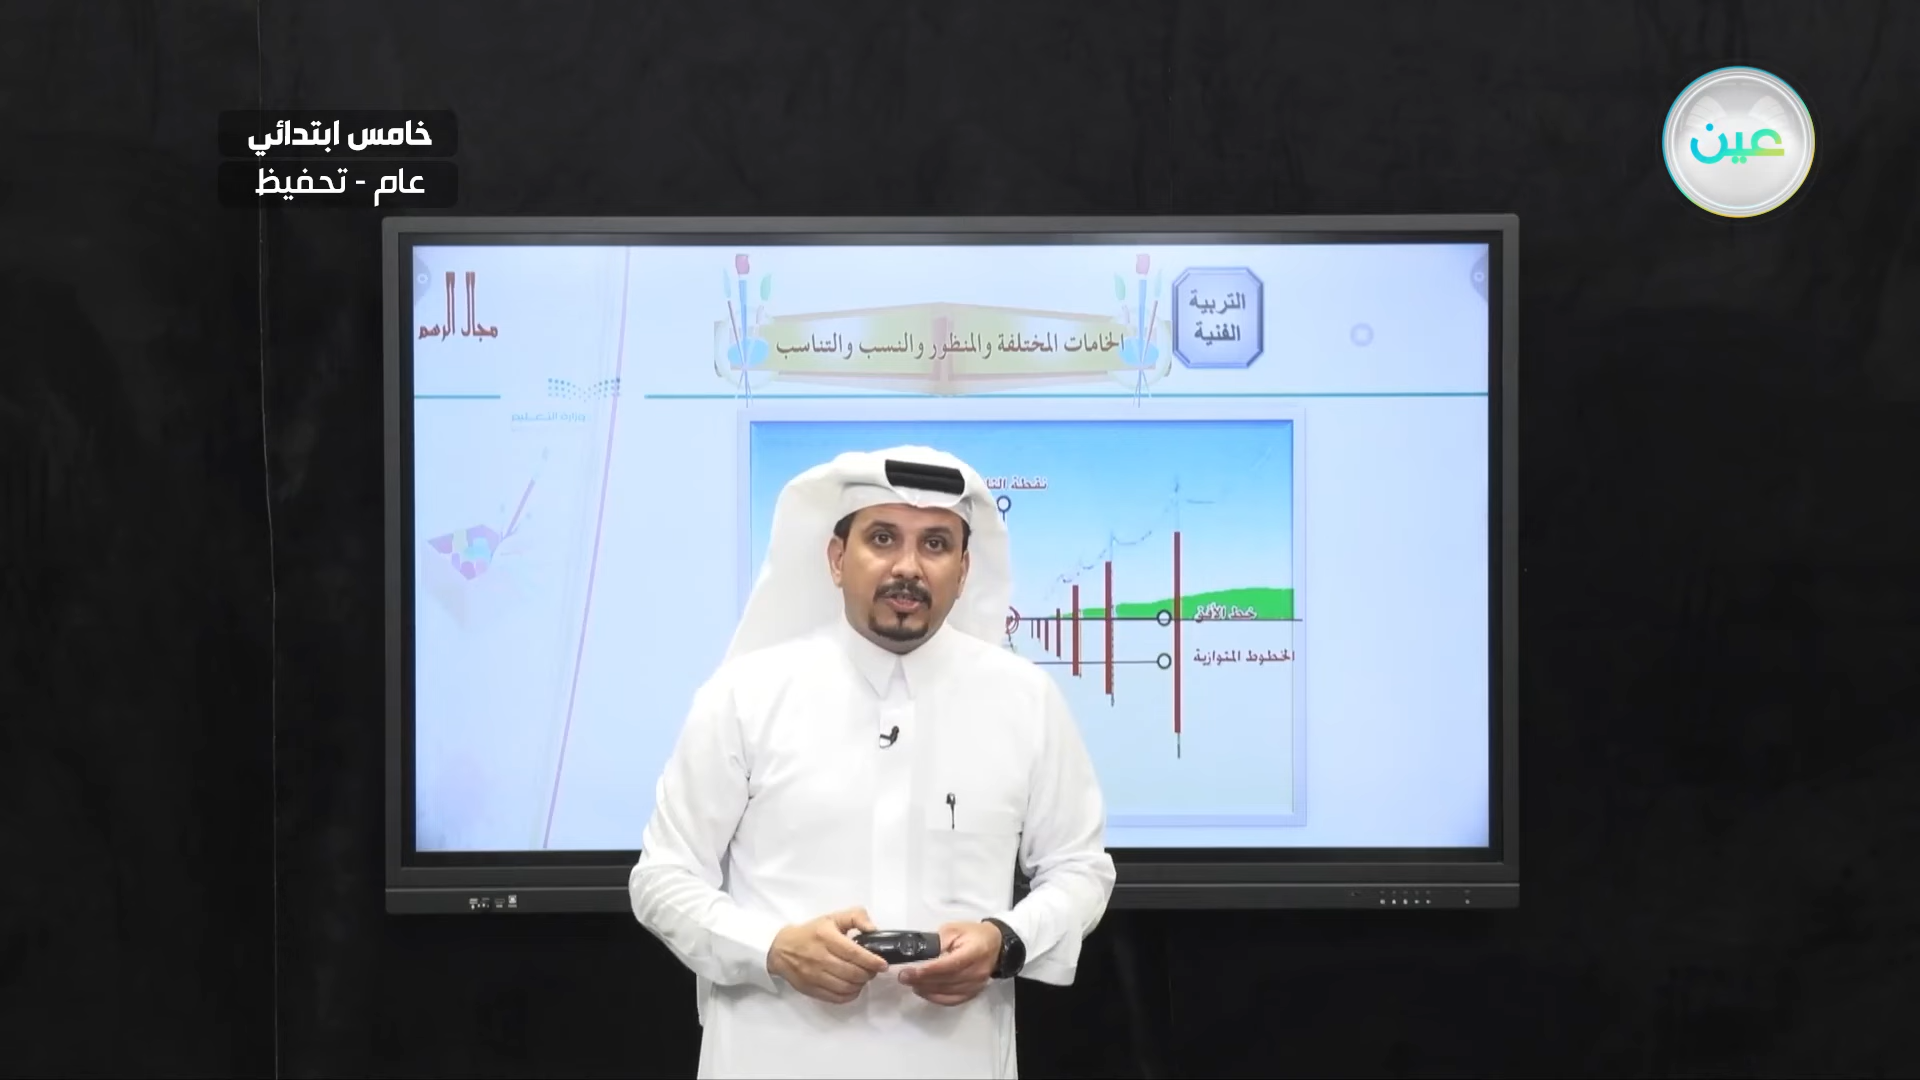 خامس ابتدائي
عام - تحفيظ
عين
التربية
الفنية
الخامات المختلفة والمنظور والنسب والتناسب
مجال الرسم
وزارة التعليم
نقطة
خط الأفق
الخطوط المتوازية